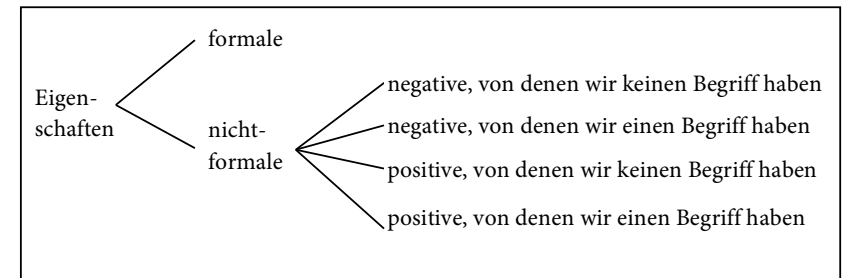 formale
Eigen-
schaften
nicht-
formale
negative, von denen wir keinen Begriff haben
negative, von denen wir einen Begriff haben
positive, von denen wir keinen Begriff haben
positive, von denen wir einen Begriff haben